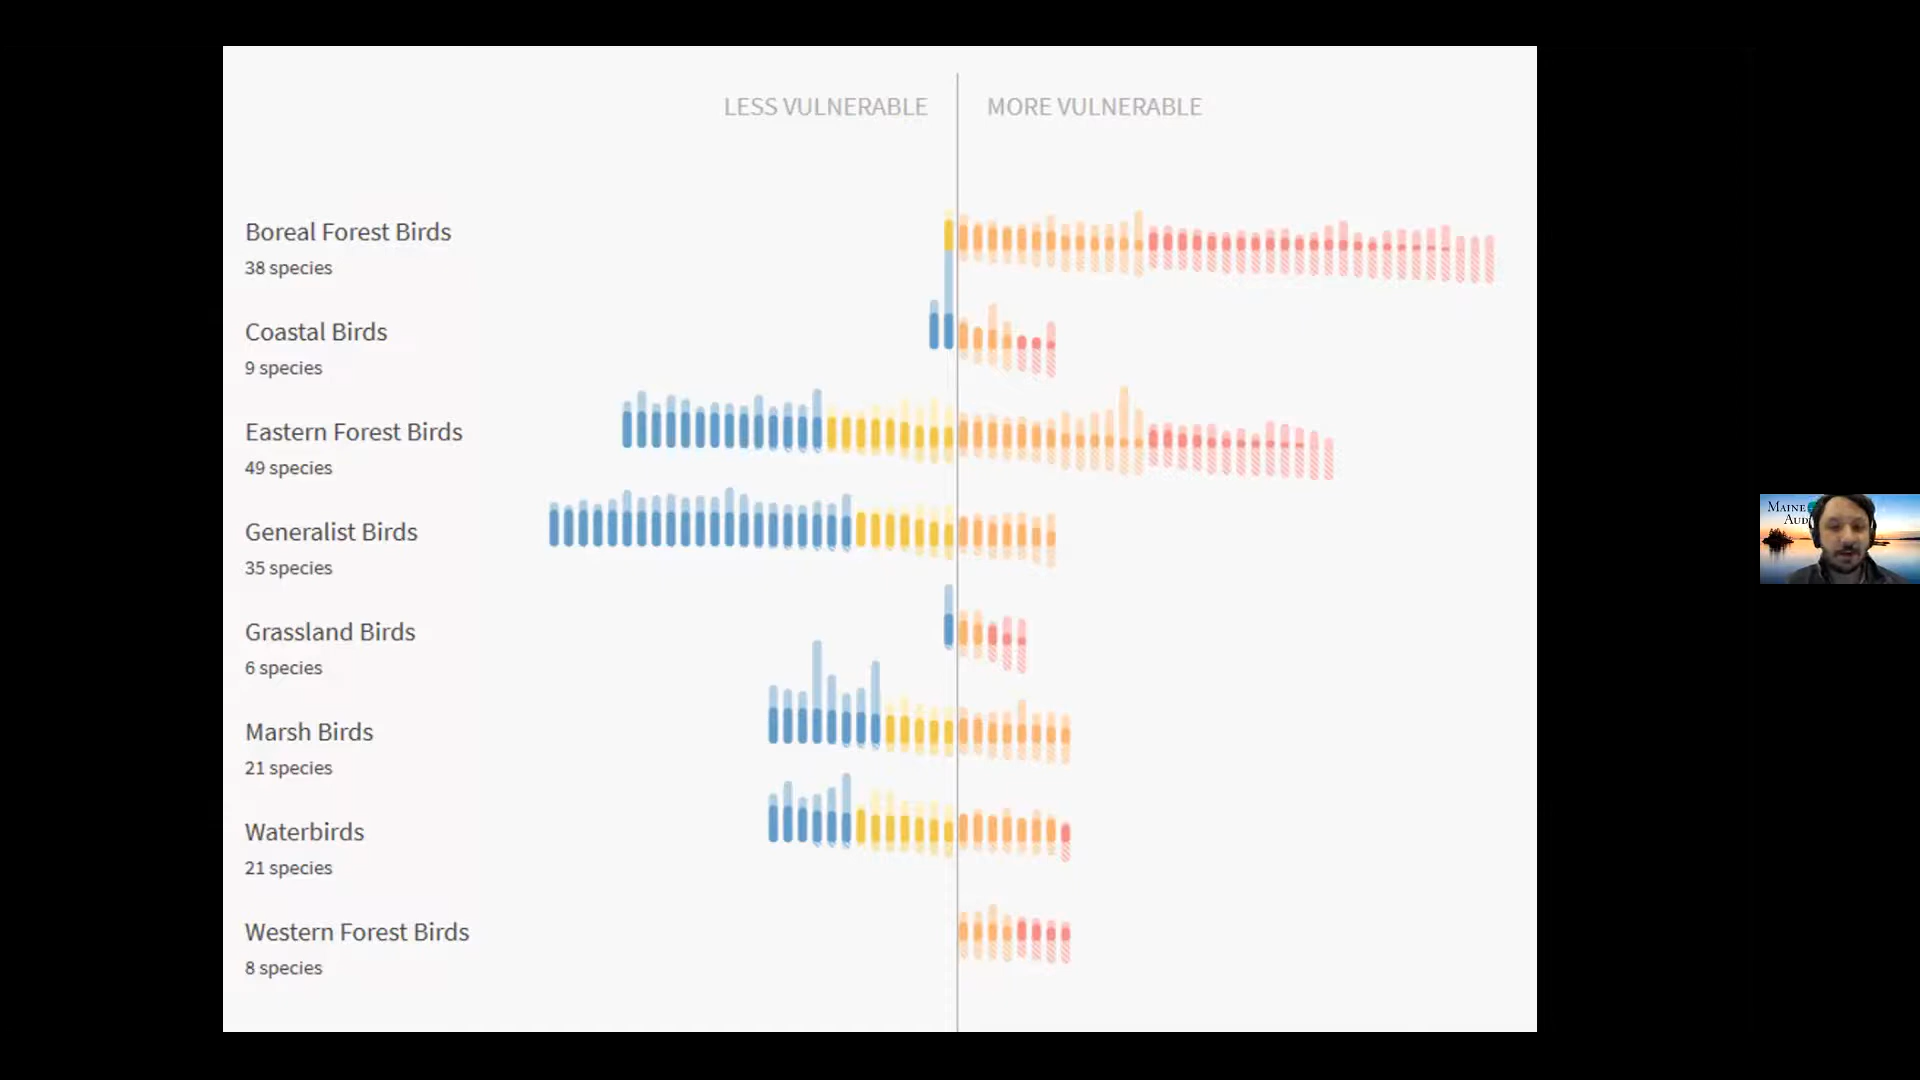 LESS VULNERABLE
MORE VULNERABLE
Boreal Forest Birds
38 species
Coastal Birds
9 species
Eastern Forest Birds
49 species
Generalist Birds
35 species
Grassland Birds
6 species
Marsh Birds
21 species
Waterbirds
21 species
Western Forest Birds
8 species
MAINE
AUD